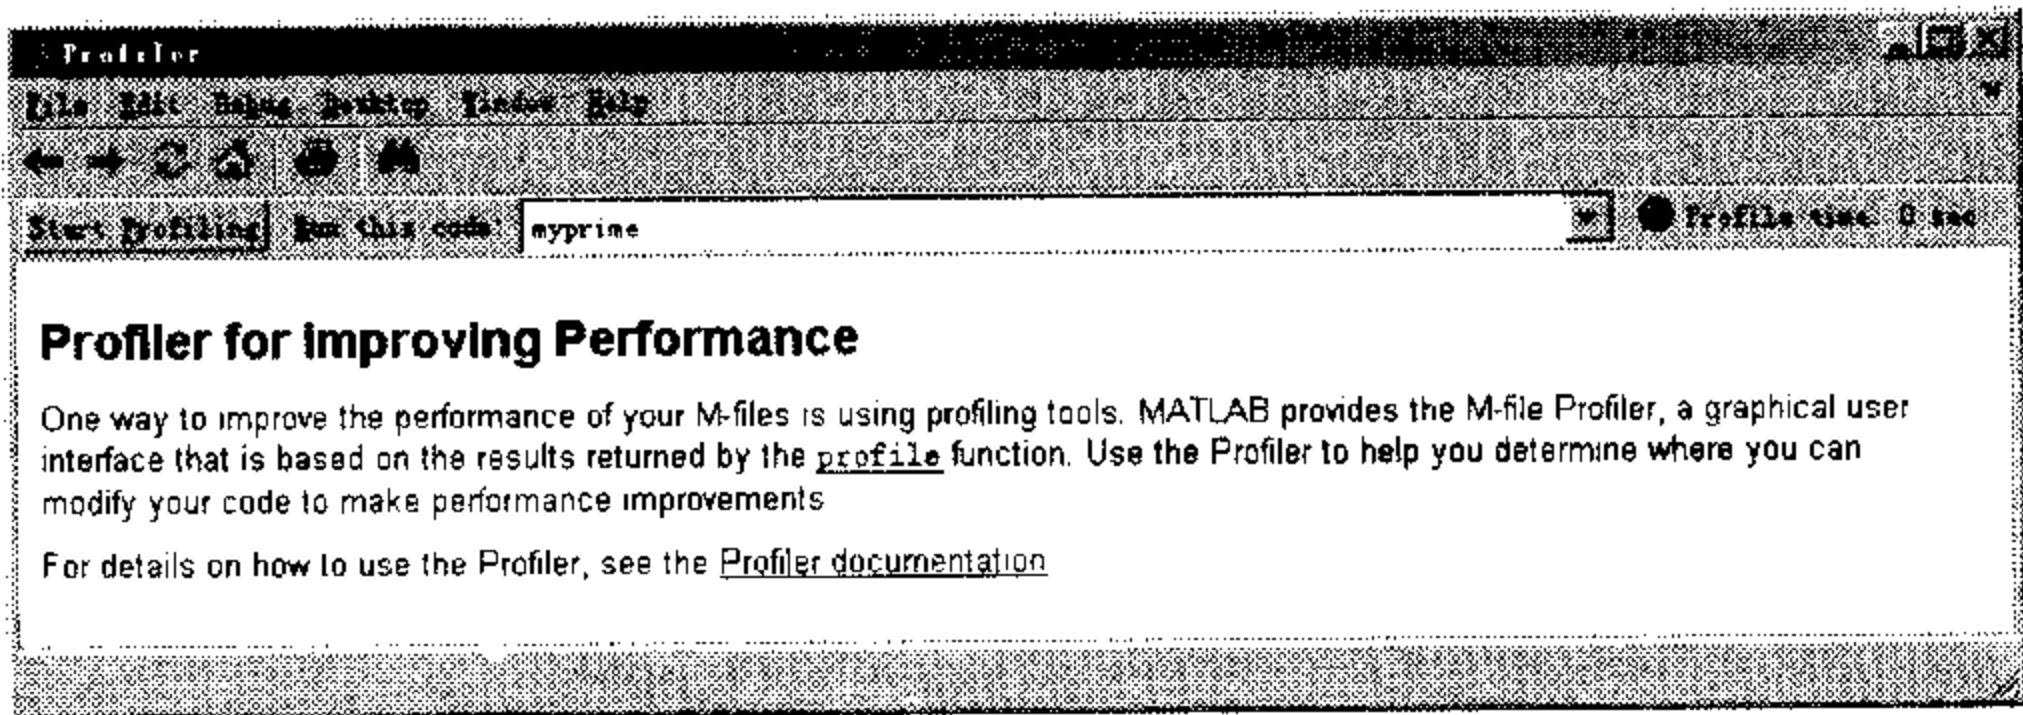 Profiler
File Edit Debug Desktop Window Help
Start Profiling Run this code: myprime Profile time: 0 sec
Profiler for Improving Performance
One way to improve the performance of your M-files is using profiling tools. MATLAB provides the M-file Profiler, a graphical user
interface that is based on the results returned by the profile function. Use the Profiler to help you determine where you can
modify your code to make performance improvements
For details on how to use the Profiler, see the Profiler documentation